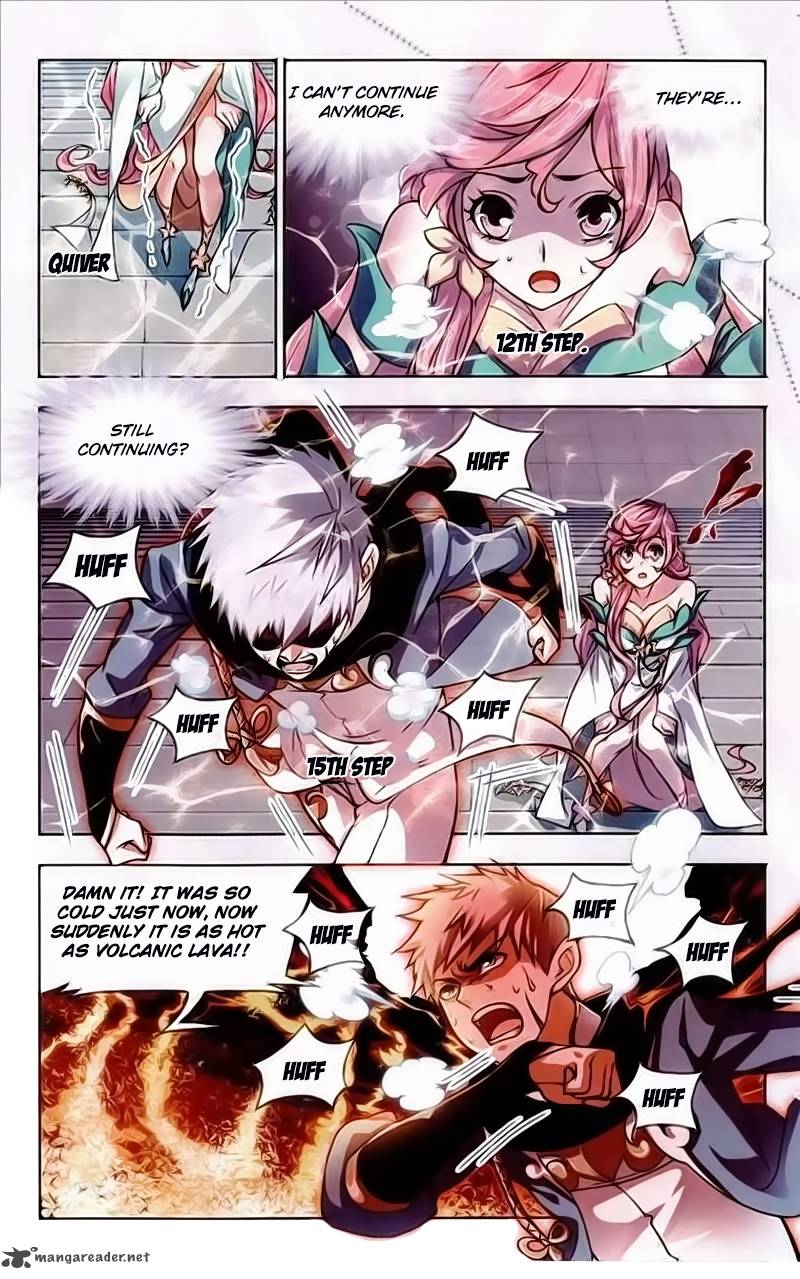 QUIVER
I CAN'T CONTINUE
ANYMORE.
THEY'RE...
12TH STEP.
STILL
CONTINUING?
HUFF
HUFF
HUFF
HUFF
15TH STEP
DAMN IT! IT WAS SO
COLD JUST NOW, NOW
SUDDENLY IT IS AS HOT
AS VOLCANIC LAVA!!
HUFF
HUFF
HUFF
HUFF
HUFF
mangareader.net